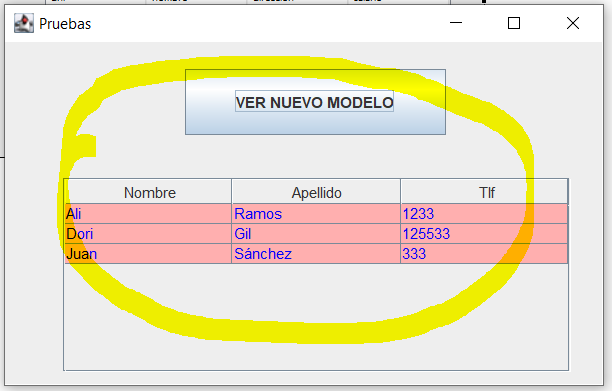 Pruebas
VER NUEVO MODELO
Nombre Apellido Tlf
Ali Ramos 1233
Dori Gil 125533
Juan Sánchez 333